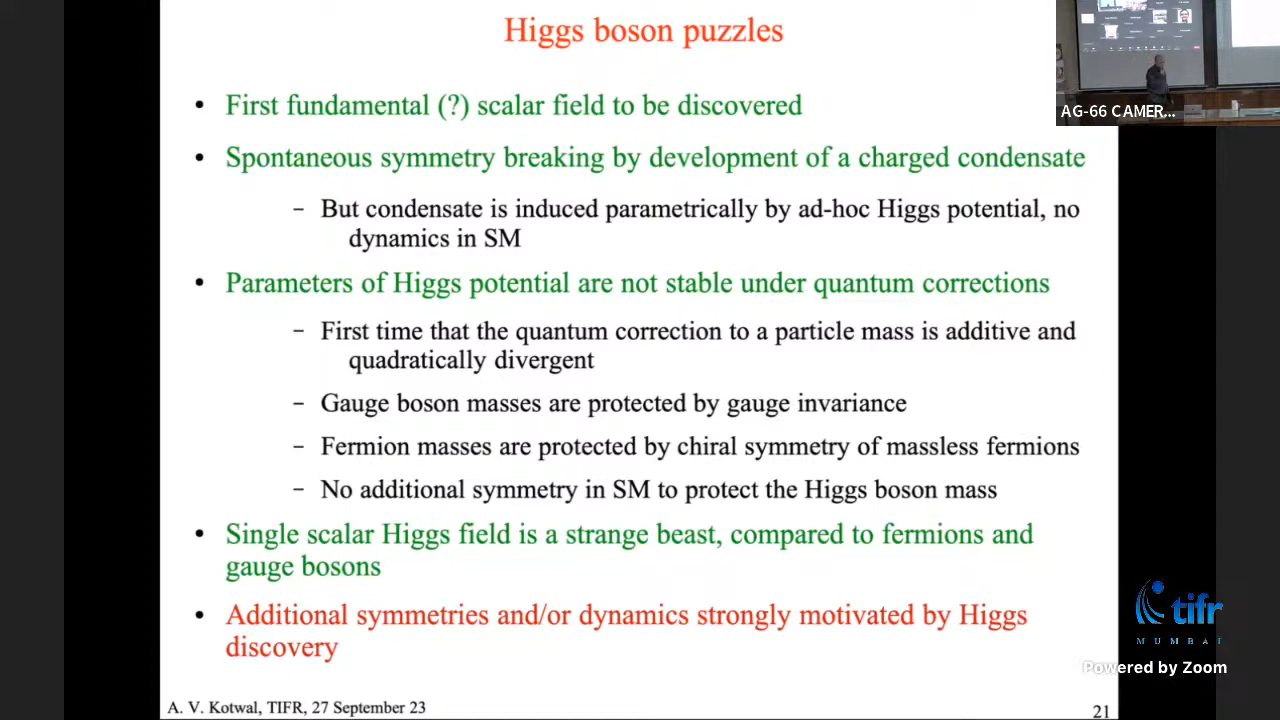 Higgs boson puzzles
• First fundamental (?) scalar field to be discovered
• Spontaneous symmetry breaking by development of a charged condensate
– But condensate is induced parametrically by ad-hoc Higgs potential, no
dynamics in SM
• Parameters of Higgs potential are not stable under quantum corrections
– First time that the quantum correction to a particle mass is additive and
quadratically divergent
– Gauge boson masses are protected by gauge invariance
– Fermion masses are protected by chiral symmetry of massless fermions
– No additional symmetry in SM to protect the Higgs boson mass
• Single scalar Higgs field is a strange beast, compared to fermions and
gauge bosons
• Additional symmetries and/or dynamics strongly motivated by Higgs
discovery
A. V. Kotwal, TIFR, 27 September 23
21
AG-66 CAMER...
tifr
MUMBAI
Powered by Zoom